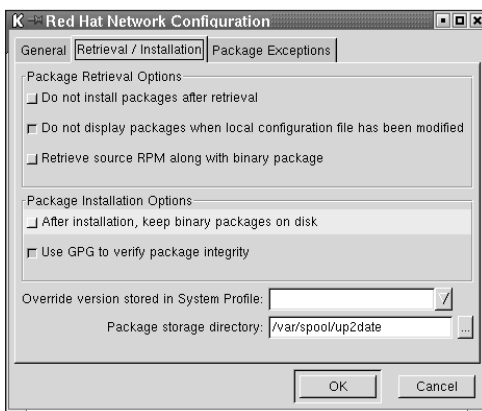 Red Hat Network Configuration
General Retrieval / Installation Package Exceptions
Package Retrieval Options
Do not install packages after retrieval
Do not display packages when local configuration file has been modified
Retrieve source RPM along with binary package
Package Installation Options
After installation, keep binary packages on disk
Use GPG to verify package integrity
Override version stored in System Profile:
Package storage directory: /var/spool/up2date ...
OK Cancel